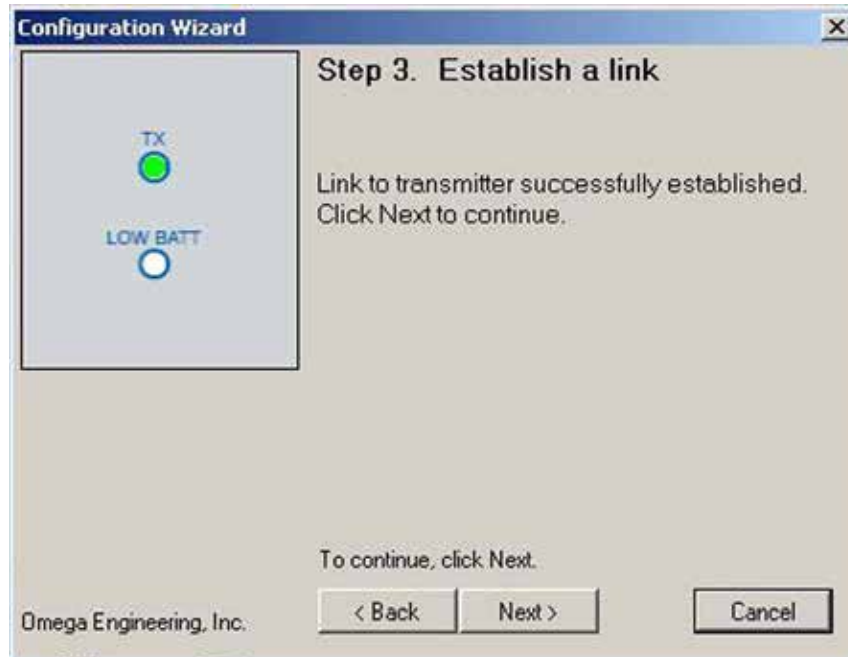 Configuration Wizard
Step 3. Establish a link
TX
LOW BATT
Link to transmitter successfully established.
Click Next to continue.
To continue, click Next.
< Back
Next >
Cancel
Omega Engineering, Inc.